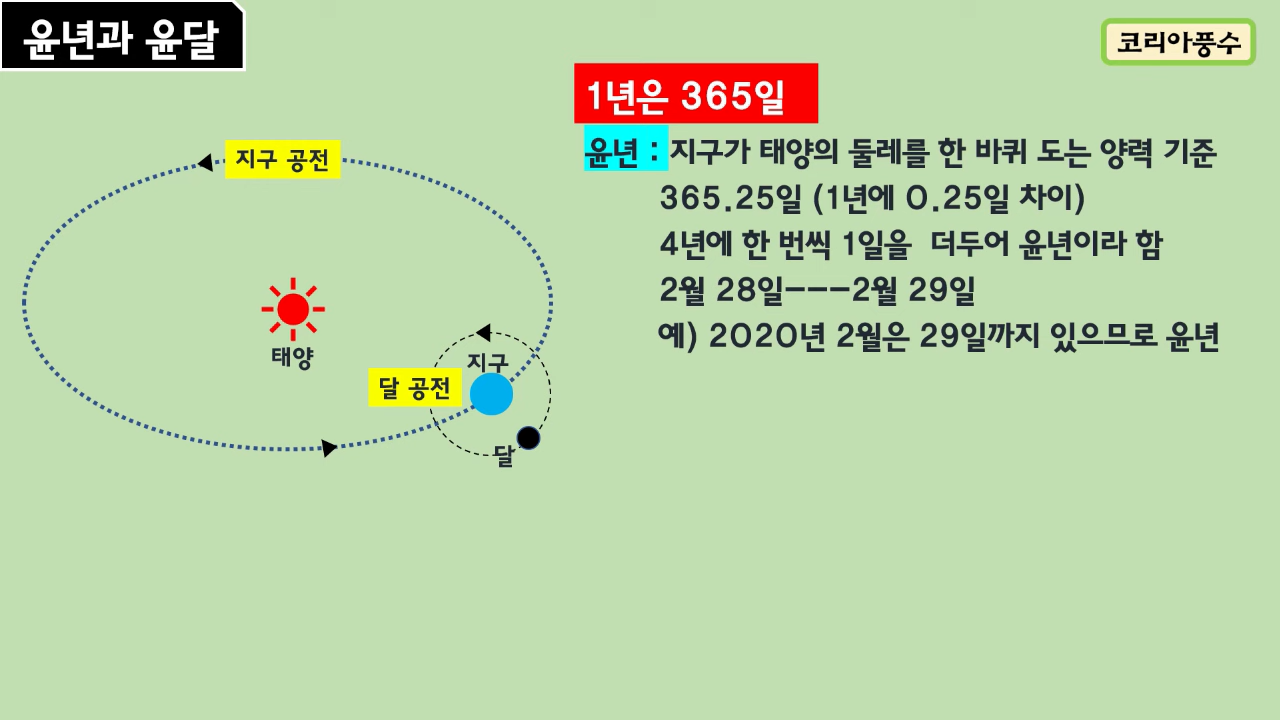 윤년과 윤달
코리아풍수
1년은 365일
윤년 : 지구가 태양의 둘레를 한 바퀴 도는 양력 기준
365.25일 (1년에 0.25일 차이)
4년에 한 번씩 1일을 더두어 윤년이라 함
2월 28일---2월 29일
예) 2020년 2월은 29일까지 있으므로 윤년
지구 공전
태양
지구
달 공전
달